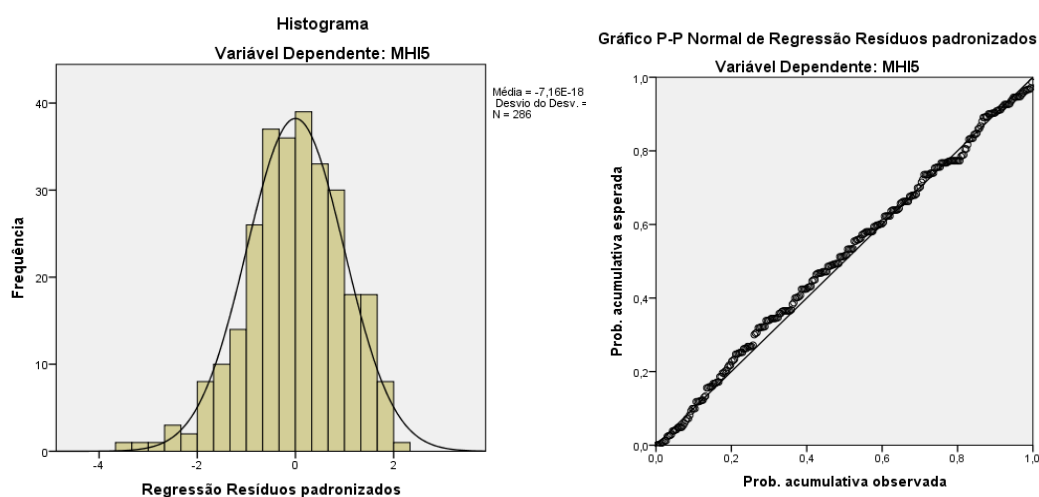 Histograma
Variável Dependente: MHI5
Média = -7,16E-18
Desvio do Desv. =
N = 286
Frequência
40
30
20
10
0
-4
-2
0
2
Regressão Resíduos padronizados
Gráfico P-P Normal de Regressão Resíduos padronizados
Variável Dependente: MHI5
Prob. acumulativa esperada
1,0
0,8
0,6
0,4
0,2
0,0
0,0
0,2
0,4
0,6
0,8
1,0
Prob. acumulativa observada